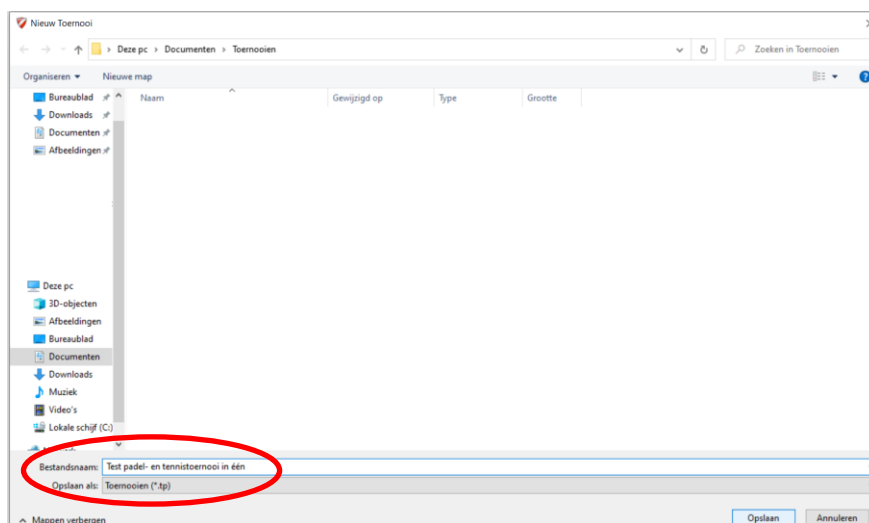 Nieuw Toernooi
Deze pc > Documenten > Toernooien
Zoeken in Toernooien
Organiseren
Nieuwe map
Naam Gewijzigd op Type Grootte
Bureaublad
Downloads
Documenten
Afbeeldingen
Deze pc
3D-objecten
Afbeeldingen
Bureaublad
Documenten
Downloads
Muziek
Video's
Lokale schijf (C:)
Bestandsnaam: Test padel- en tennistoernooi in één
Opslaan als: Toernooien (*.tp)
Mappen verbergen
Opslaan Annuleren